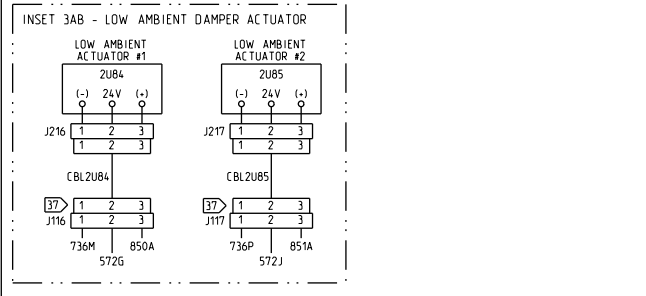 INSET 3AB - LOW AMBIENT DAMPER ACTUATOR
LOW AMBIENT
ACTUATOR #1
2U84
(-) 24V (+)
J216 1 2 3
1 2 3
CBL2U84
37 1 2 3
J116 1 2 3
736M 850A
572G
LOW AMBIENT
ACTUATOR #2
2U85
(-) 24V (+)
J217 1 2 3
1 2 3
CBL2U85
37 1 2 3
J117 1 2 3
736P 851A
572J